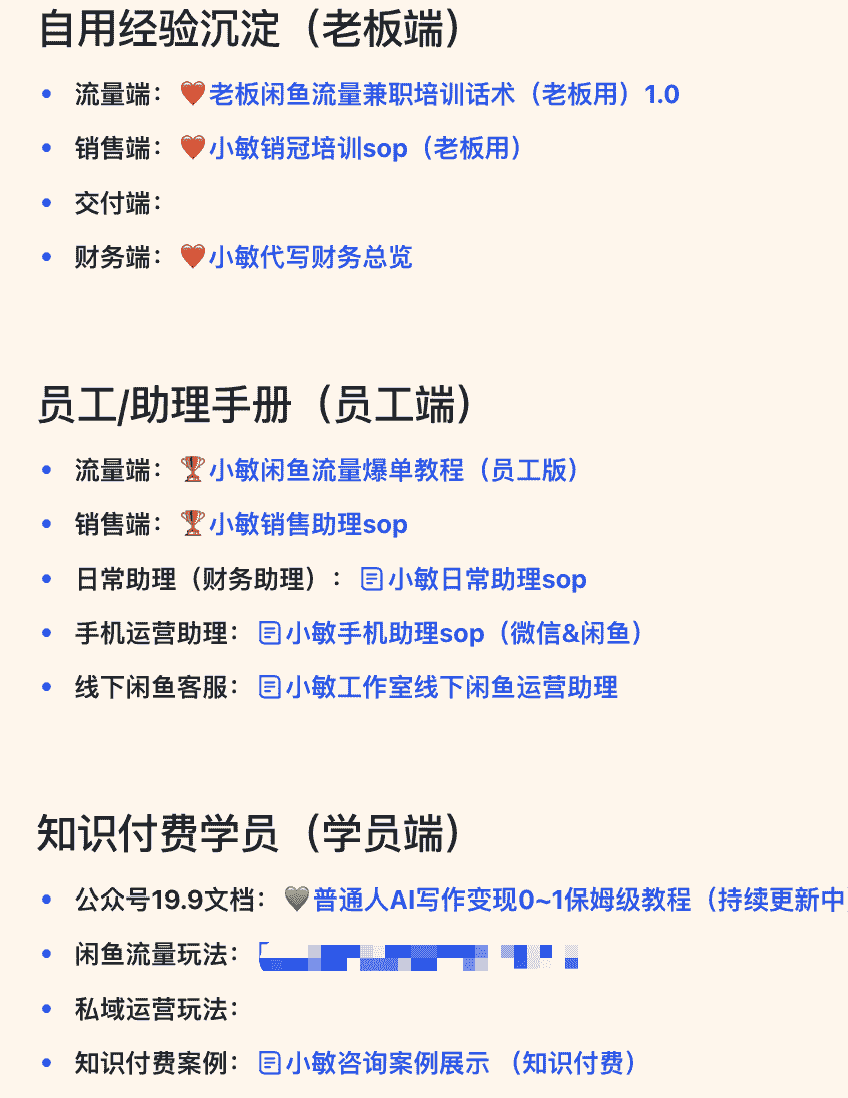 自用经验沉淀（老板端）
流量端：❤️老板闲鱼流量兼职培训话术（老板用）1.0
销售端：❤️小敏销冠培训sop（老板用）
交付端：
财务端：❤️小敏代写财务总览
员工/助理手册（员工端）
流量端：🏆小敏闲鱼流量爆单教程（员工版）
销售端：🏆小敏销售助理sop
日常助理（财务助理）：小敏日常助理sop
手机运营助理：小敏手机助理sop（微信&闲鱼）
线下闲鱼客服：小敏工作室线下闲鱼运营助理
知识付费学员（学员端）
公众号19.9文档：🩶普通人AI写作变现0~1保姆级教程（持续更新中
闲鱼流量玩法：
私域运营玩法：
知识付费案例：小敏咨询案例展示 （知识付费）